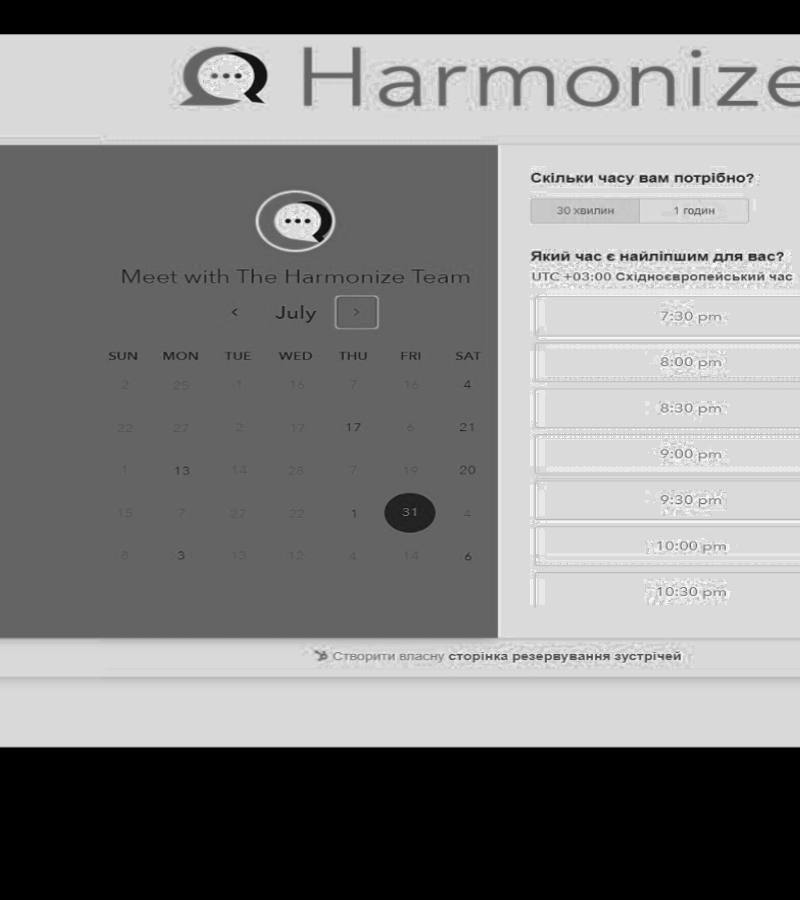 Harmonize
Meet with The Harmonize Team
July
SUN MON TUE WED THU FRI SAT
2 25 1 16 7 16 4
22 27 2 17 17 6 21
1 13 14 28 7 19 20
15 7 27 22 1 31 4
8 3 13 12 4 14 6
Скільки часу вам потрібно?
30 хвилин 1 годин
Який час є найліпшим для вас?
UTC +03:00 Східноєвропейський час
7:30 pm
8:00 pm
8:30 pm
9:00 pm
9:30 pm
10:00 pm
10:30 pm
Створити власну сторінка резервування зустрічей